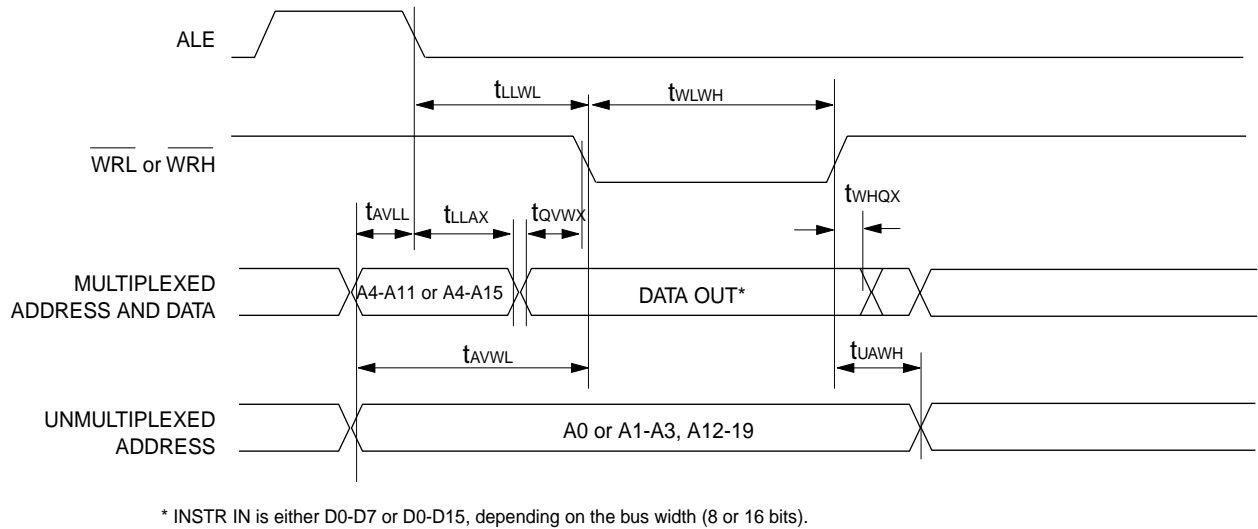 ALE
tLLWL
tWLWH
WRL or WRH
tWHQX
tAVLL
tLLAX
tQVWX
MULTIPLEXED
ADDRESS AND DATA
A4-A11 or A4-A15
DATA OUT*
tAVWL
tUAWH
UNMULTIPLEXED
ADDRESS
A0 or A1-A3, A12-19
* INSTR IN is either D0-D7 or D0-D15, depending on the bus width (8 or 16 bits).